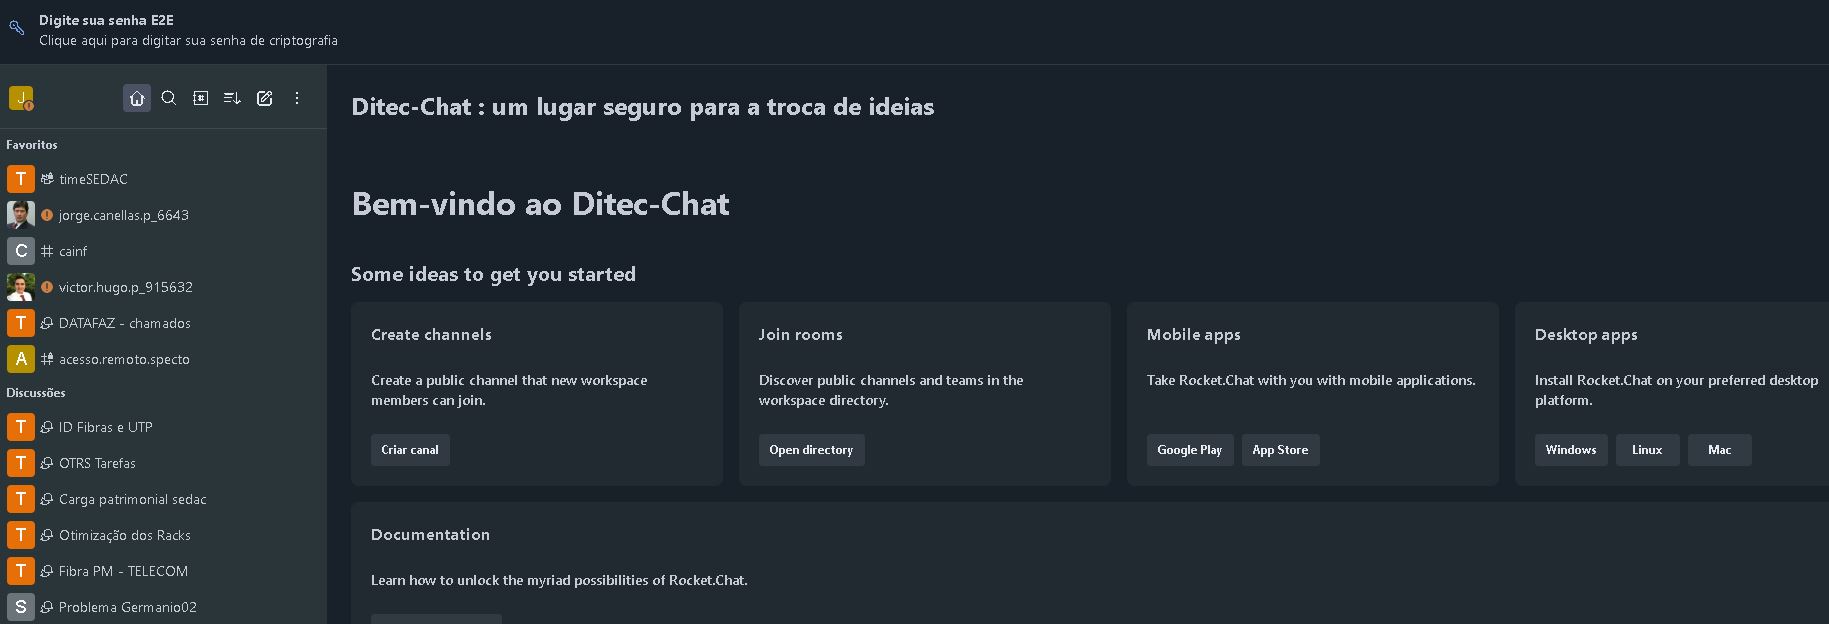 Digite sua senha E2E
Clique aqui para digitar sua senha de criptografia
J
Ditec-Chat : um lugar seguro para a troca de ideias
Favoritos
T timeSEDAC
jorge.canellas.p_6643
C cainf
victor.hugo.p_915632
T DATAFAZ - chamados
A acesso.remoto.specto
Discussões
T ID Fibras e UTP
T OTRS Tarefas
T Carga patrimonial sedac
T Otimização dos Racks
T Fibra PM - TELECOM
S Problema Germanio02
Bem-vindo ao Ditec-Chat
Some ideas to get you started
Create channels
Create a public channel that new workspace
members can join.
Criar canal
Join rooms
Discover public channels and teams in the
workspace directory.
Open directory
Mobile apps
Take Rocket.Chat with you with mobile applications.
Google Play App Store
Desktop apps
Install Rocket.Chat on your preferred desktop
platform.
Windows Linux Mac
Documentation
Learn how to unlock the myriad possibilities of Rocket.Chat.